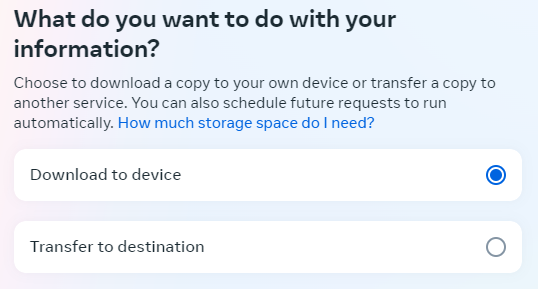 What do you want to do with your
information?
Choose to download a copy to your own device or transfer a copy to
another service. You can also schedule future requests to run
automatically. How much storage space do I need?
Download to device
Transfer to destination